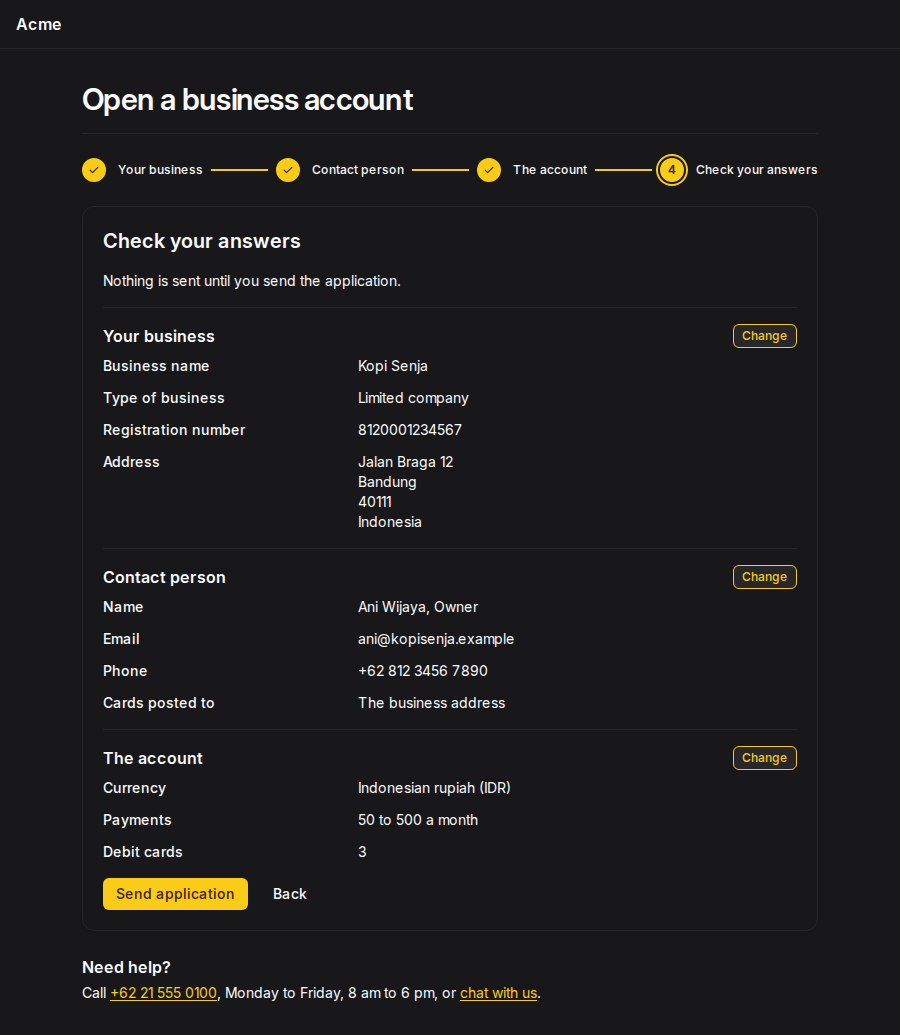 Acme
Open a business account
Your business
Contact person
The account
4 Check your answers
Check your answers
Nothing is sent until you send the application.
Your business Change
Business name Kopi Senja
Type of business Limited company
Registration number 8120001234567
Address Jalan Braga 12
Bandung
40111
Indonesia
Contact person Change
Name Ani Wijaya, Owner
Email ani@kopisenja.example
Phone +62 812 3456 7890
Cards posted to The business address
The account Change
Currency Indonesian rupiah (IDR)
Payments 50 to 500 a month
Debit cards 3
Send application Back
Need help?
Call +62 21 555 0100, Monday to Friday, 8 am to 6 pm, or chat with us.